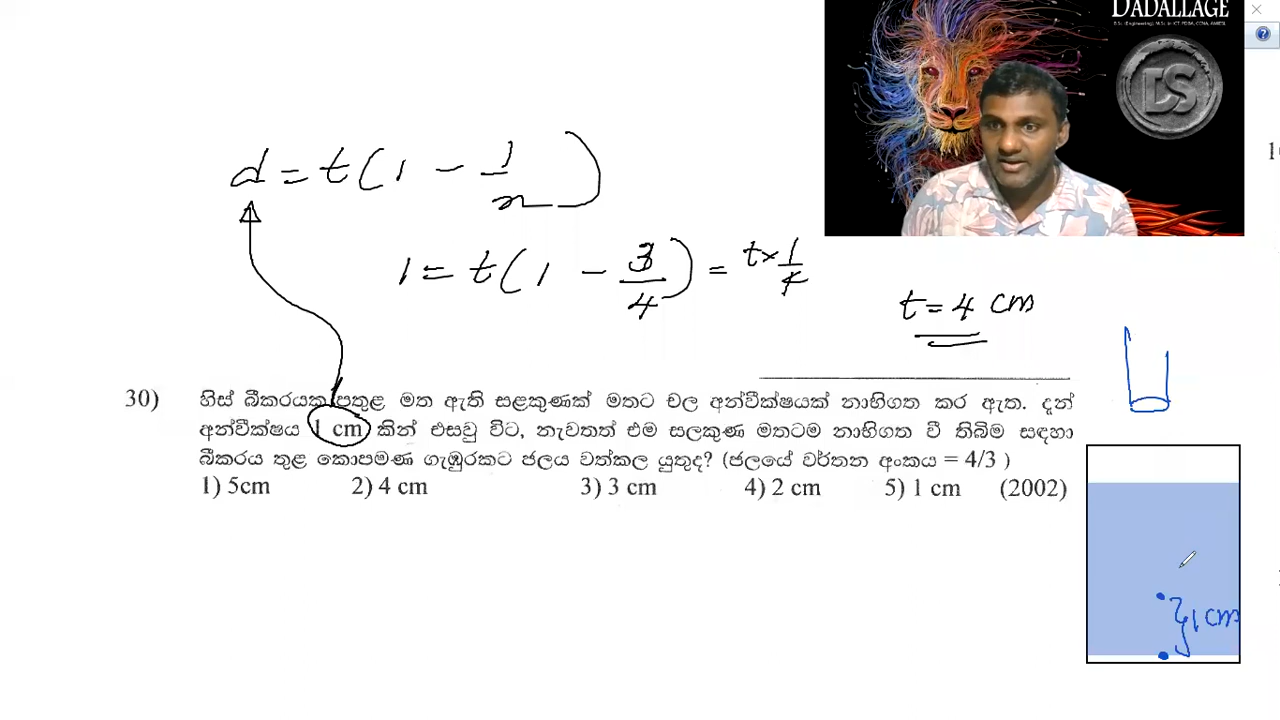 DADALLAGE
DS
d = t(1 - 1/n)
1 = t(1 - 3/4) = t × 1/4
t = 4 cm
30) හිස් බීකරයක පතුළ මත ඇති සළකුණක් මතට චල අන්වීක්ෂයක් නාභිගත කර ඇත. දැන්
අන්වීක්ෂය 1 cm කින් එසවූ විට, නැවතත් එම සලකුණ මතටම නාභිගත වී තිබීම සඳහා
බීකරය තුළ කොපමණ ගැඹුරකට ජලය වත්කල යුතුද? (ජලයේ වර්තන අංකය = 4/3 )
1) 5cm 2) 4 cm 3) 3 cm 4) 2 cm 5) 1 cm (2002)
1 cm